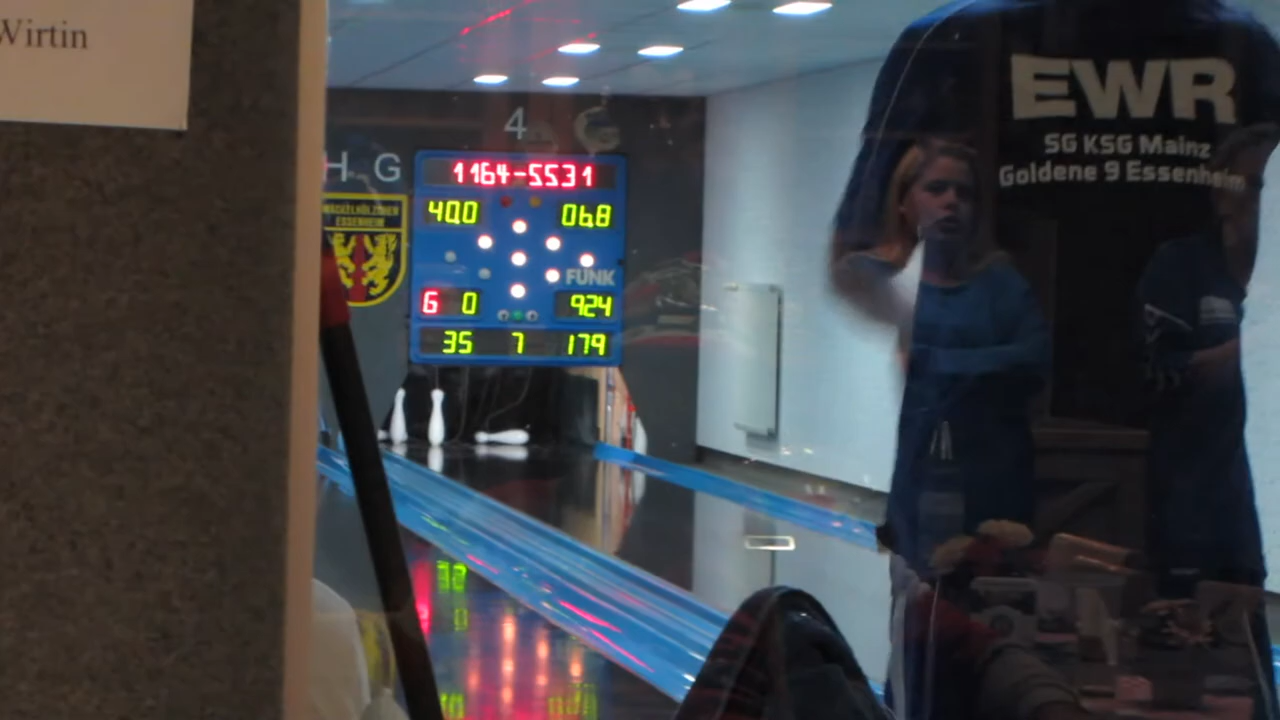 Wirtin
4
H G
1164-5531
400 068
FUNK
6 0 924
35 7 179
ESSENHEIM
EWR
SG KSG Mainz
Goldene 9 Essenheim